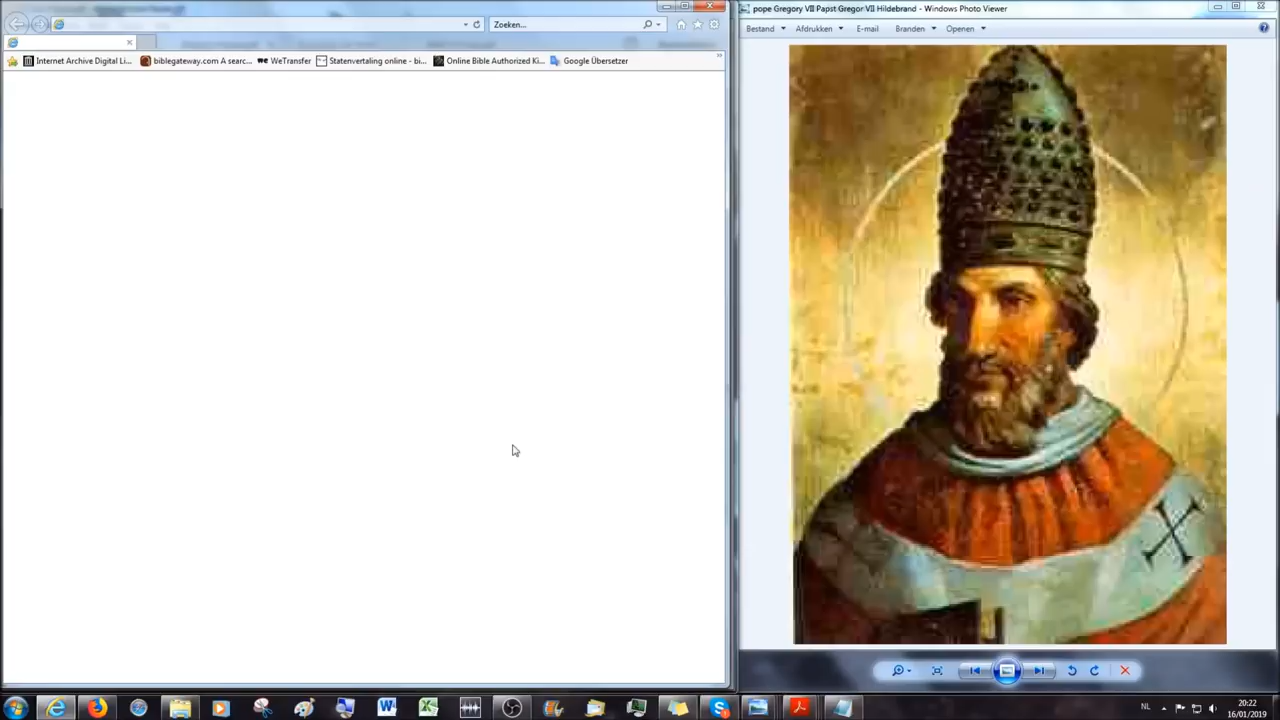 pope Gregory VII Papst Gregor VII Hildebrand - Windows Photo Viewer
Zoeken...
Internet Archive Digital Li...
biblegateway.com A searc...
WeTransfer
Statenvertaling online - bi...
Online Bible Authorized Ki...
Google Übersetzer
Bestand
Afdrukken
E-mail
Branden
Openen
X
NL
20:22
16/01/2019